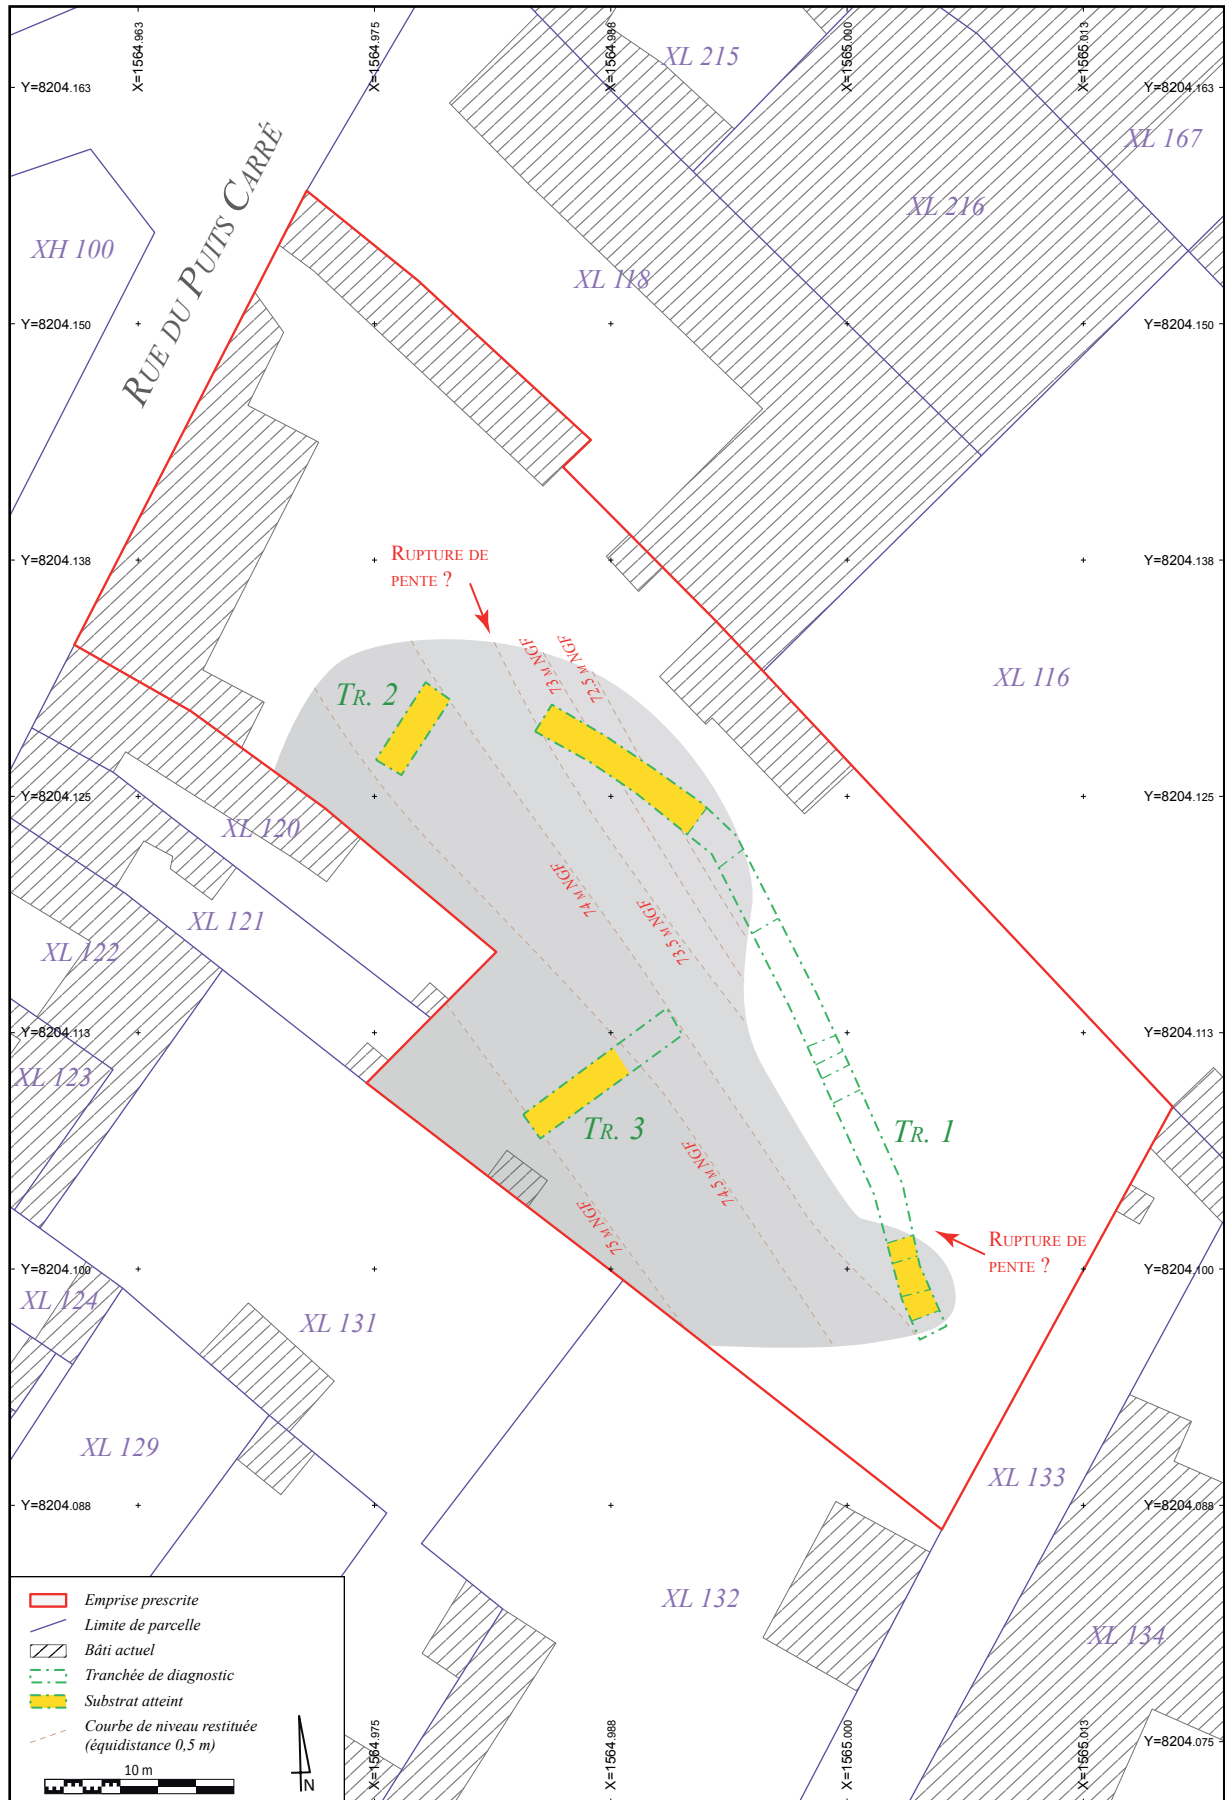 X=1564.963
X=1564.975
X=1564.988
X=1565.000
X=1565.013
XL 215
Y=8204.163
Y=8204.163
XL 167
RUE DU PUITS CARRÉ
XL 216
XH 100
XL 118
Y=8204.150
Y=8204.150
RUPTURE DE
PENTE ?
Y=8204.138
Y=8204.138
73 M NGF
72.5 M NGF
TR. 2
XL 116
Y=8204.125
Y=8204.125
XL 120
74 M NGF
73.5 M NGF
XL 121
XL 122
Y=8204.113
Y=8204.113
XL 123
TR. 3
TR. 1
74.5 M NGF
75 M NGF
RUPTURE DE
PENTE ?
Y=8204.100
Y=8204.100
XL 124
XL 131
XL 129
XL 133
Y=8204.088
Y=8204.088
XL 132
XL 134
Emprise prescrite
Limite de parcelle
Bâti actuel
Tranchée de diagnostic
Substrat atteint
Courbe de niveau restituée
(équidistance 0,5 m)
10 m
N
Y=8204.075
X=1564.975
X=1564.988
X=1565.000
X=1565.013